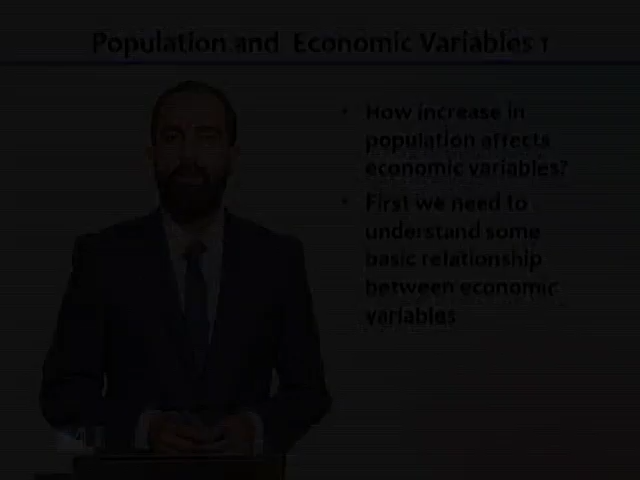 Population and Economic Variables 1
• How increase in
population affects
economic variables?
• First we need to
understand some
basic relationship
between economic
variables